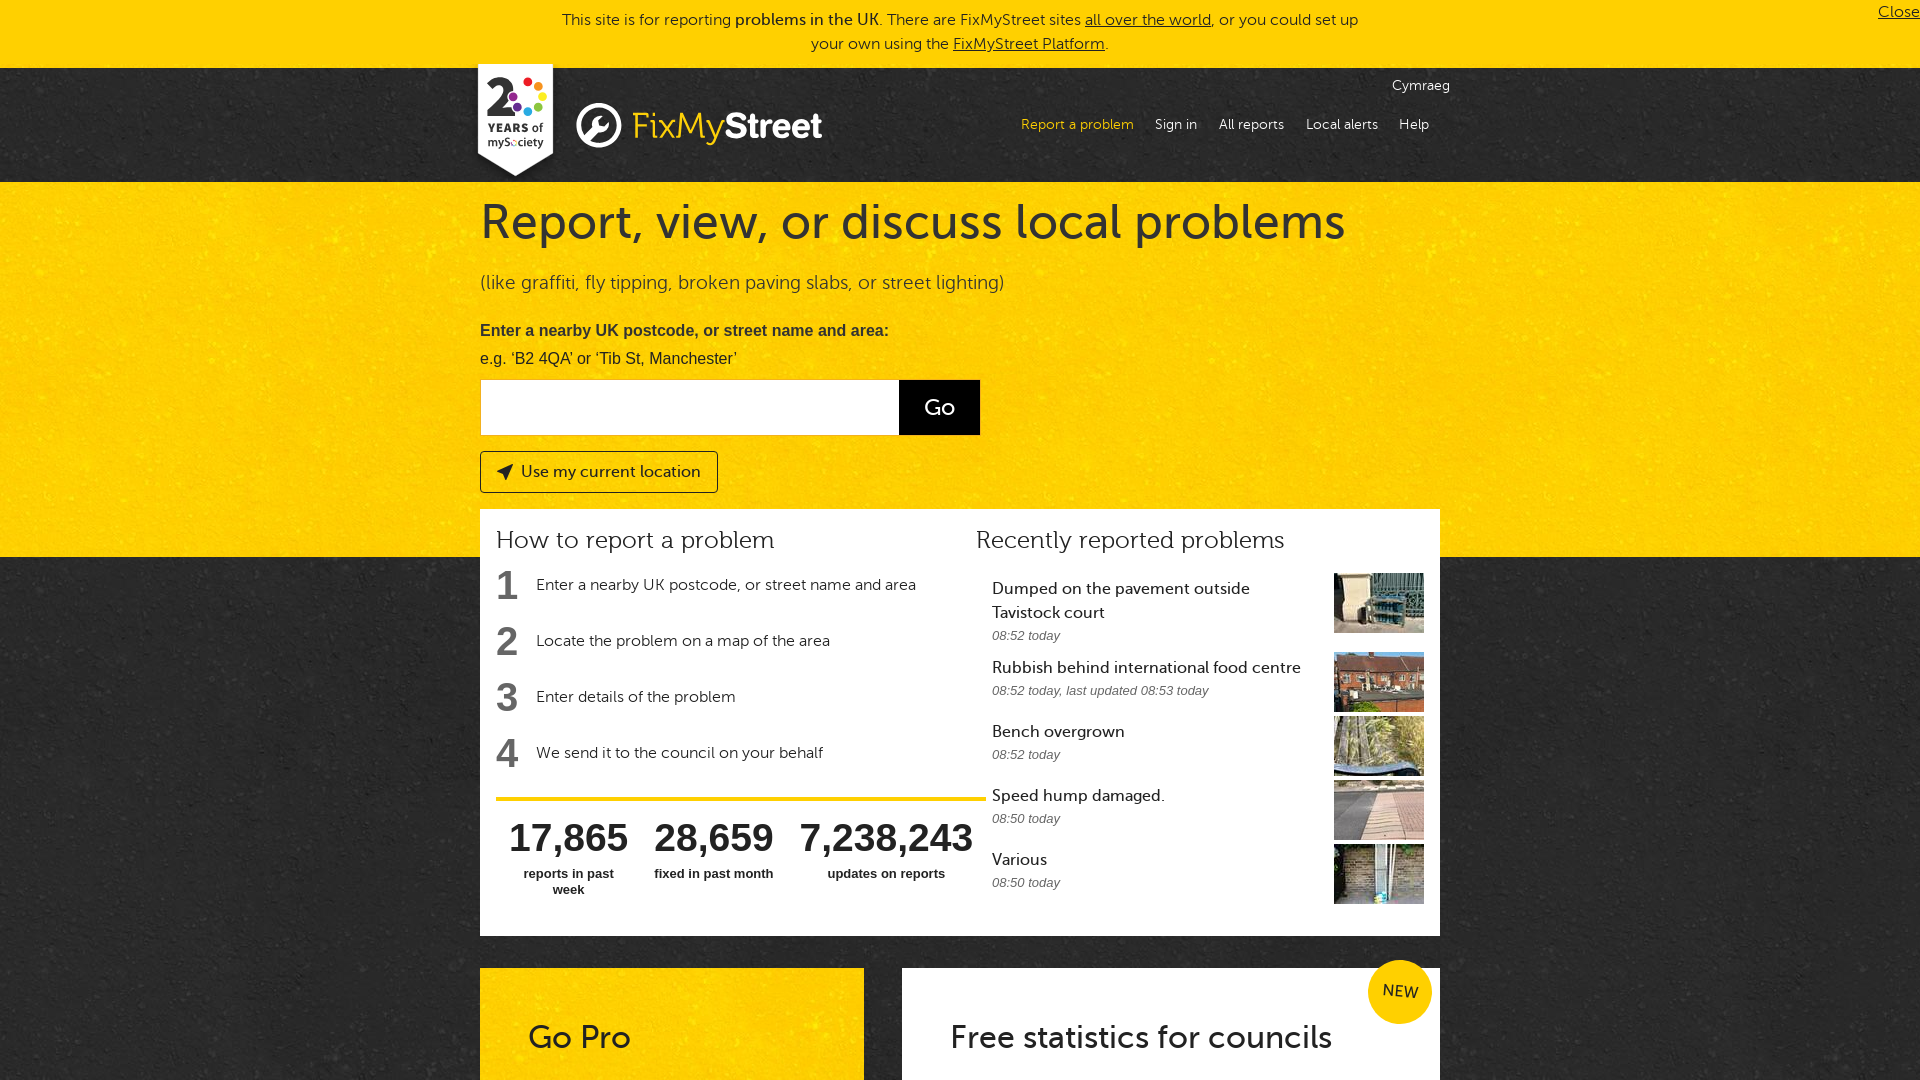 This site is for reporting problems in the UK. There are FixMyStreet sites all over the world, or you could set up
your own using the FixMyStreet Platform.
Close
20
YEARS of
mySociety
FixMyStreet
Cymraeg
Report a problem
Sign in
All reports
Local alerts
Help
Report, view, or discuss local problems
(like graffiti, fly tipping, broken paving slabs, or street lighting)
Enter a nearby UK postcode, or street name and area:
e.g. ‘B2 4QA’ or ‘Tib St, Manchester’
Go
Use my current location
How to report a problem
1 Enter a nearby UK postcode, or street name and area
2 Locate the problem on a map of the area
3 Enter details of the problem
4 We send it to the council on your behalf
17,865
reports in past
week
28,659
fixed in past month
7,238,243
updates on reports
Recently reported problems
Dumped on the pavement outside
Tavistock court
08:52 today
Rubbish behind international food centre
08:52 today, last updated 08:53 today
Bench overgrown
08:52 today
Speed hump damaged.
08:50 today
Various
08:50 today
Go Pro
NEW
Free statistics for councils